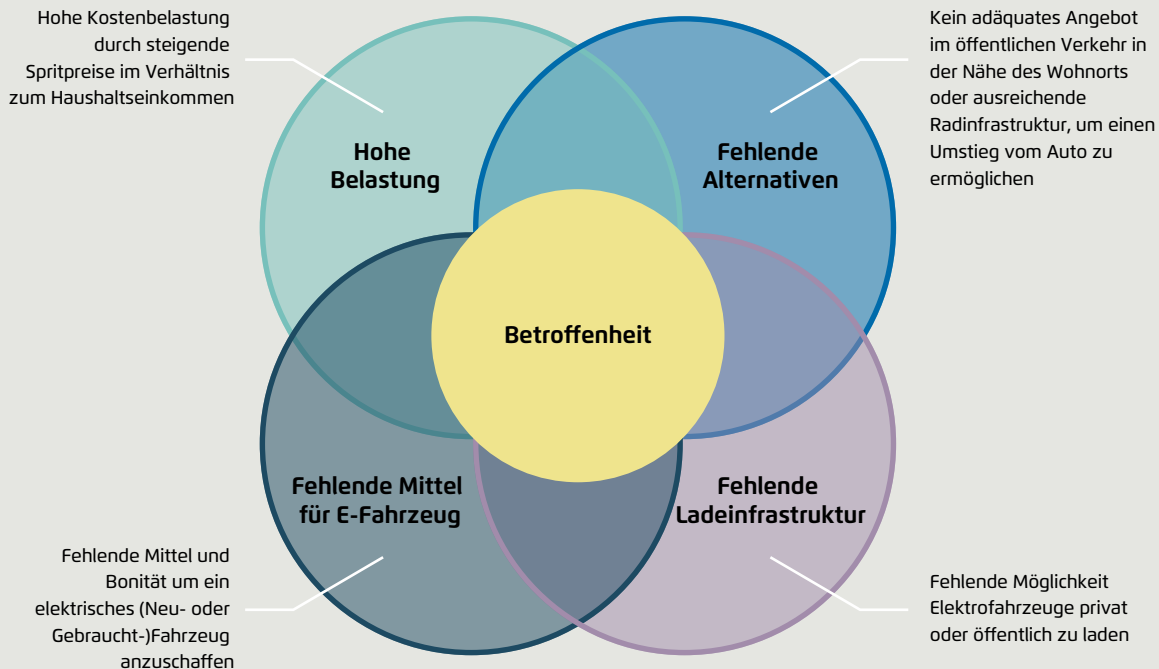 Hohe Kostenbelastung
durch steigende
Spritpreise im Verhältnis
zum Haushaltseinkommen
Kein adäquates Angebot
im öffentlichen Verkehr in
der Nähe des Wohnorts
oder ausreichende
Radinfrastruktur, um einen
Umstieg vom Auto zu
ermöglichen
Hohe
Belastung
Fehlende
Alternativen
Betroffenheit
Fehlende Mittel
für E-Fahrzeug
Fehlende
Ladeinfrastruktur
Fehlende Mittel und
Bonität um ein
elektrisches (Neu- oder
Gebraucht-)Fahrzeug
anzuschaffen
Fehlende Möglichkeit
Elektrofahrzeuge privat
oder öffentlich zu laden